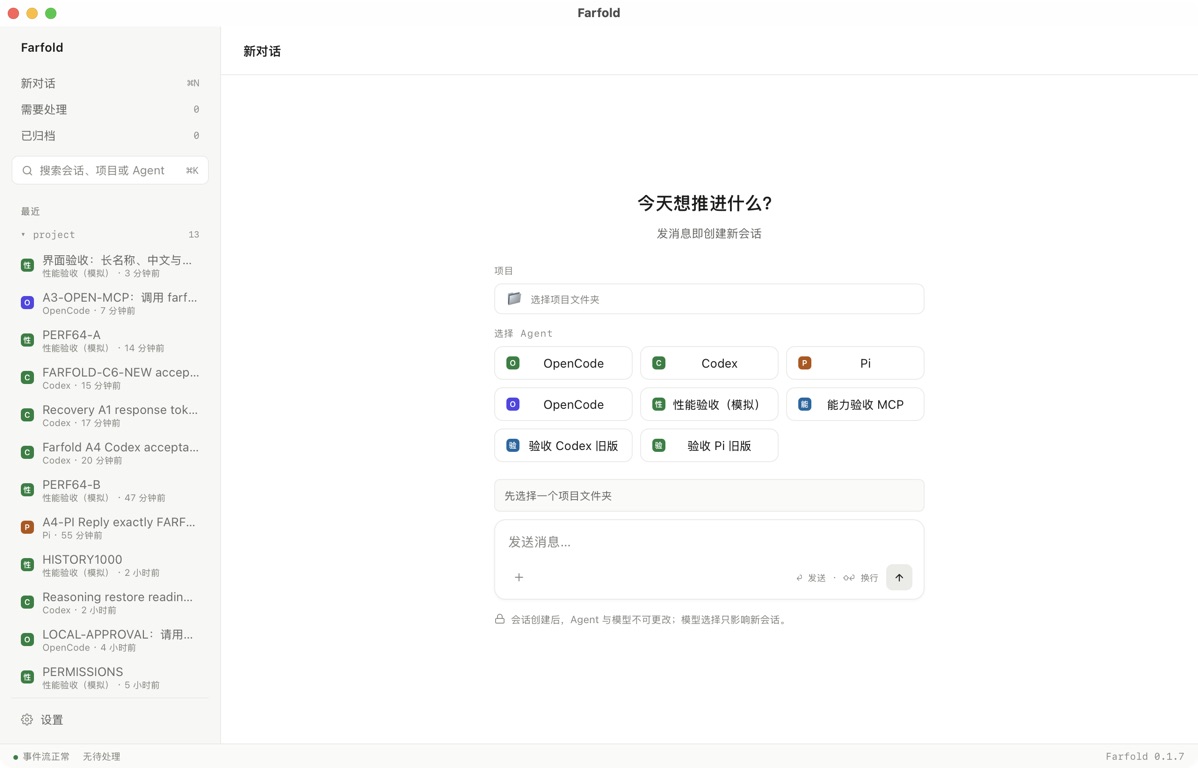 Farfold
Farfold
新对话 ⌘N
需要处理 0
已归档 0
搜索会话、项目或 Agent ⌘K
最近
project 13
性 界面验收：长名称、中文与...
性能验收（模拟） · 3 分钟前
O A3-OPEN-MCP：调用 farf...
OpenCode · 7 分钟前
性 PERF64-A
性能验收（模拟） · 14 分钟前
C FARFOLD-C6-NEW accep...
Codex · 15 分钟前
C Recovery A1 response tok...
Codex · 17 分钟前
C Farfold A4 Codex accepta...
Codex · 20 分钟前
性 PERF64-B
性能验收（模拟） · 47 分钟前
P A4-PI Reply exactly FARF...
Pi · 55 分钟前
性 HISTORY1000
性能验收（模拟） · 2 小时前
C Reasoning restore readin...
Codex · 2 小时前
O LOCAL-APPROVAL：请用...
OpenCode · 4 小时前
性 PERMISSIONS
性能验收（模拟） · 5 小时前
设置
新对话
今天想推进什么？
发消息即创建新会话
项目
选择项目文件夹
选择 Agent
O OpenCode C Codex P Pi
O OpenCode 性 性能验收（模拟） 能 能力验收 MCP
验 验收 Codex 旧版 验 验收 Pi 旧版
先选择一个项目文件夹
发送消息...
+ 发送 · 换行
会话创建后，Agent 与模型不可更改；模型选择只影响新会话。
事件流正常 无待处理 Farfold 0.1.7